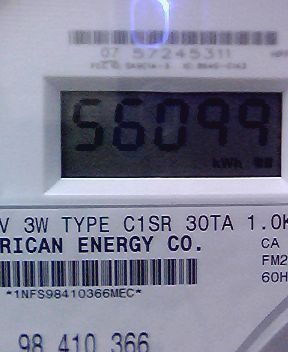 07 57245311
56099
kWh
V 3W TYPE C1SR 30TA 1.0K
RICAN ENERGY CO. CA
FM2
60H
*1NFS98410366MEC*
98 410 366